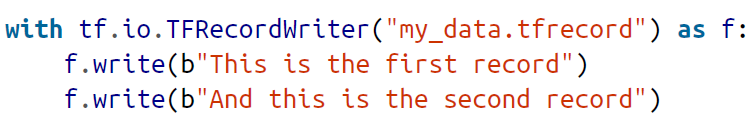 with tf.io.TFRecordWriter("my_data.tfrecord") as f:
    f.write(b"This is the first record")
    f.write(b"And this is the second record")